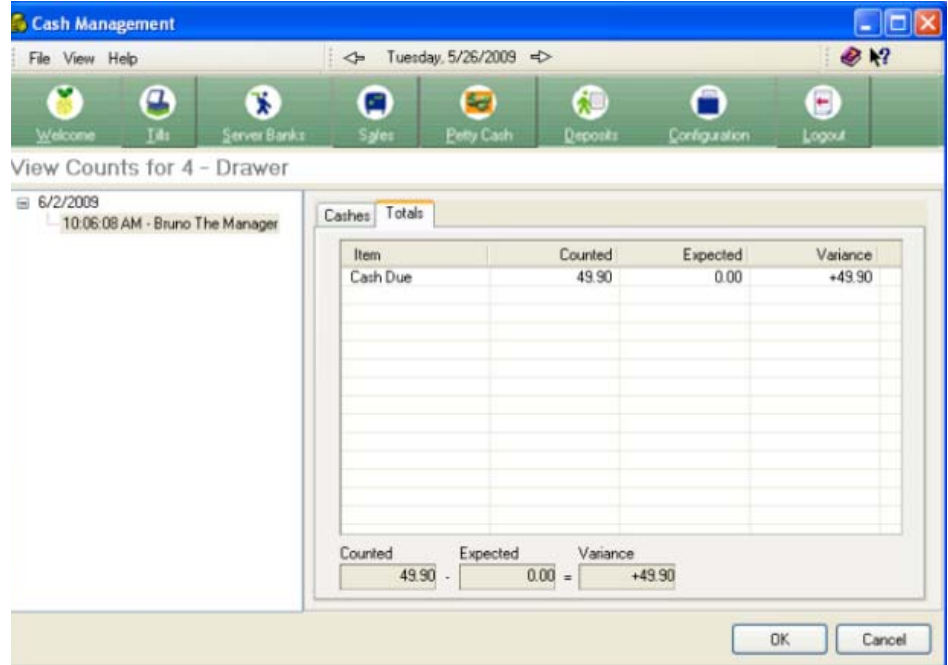 Cash Management
File View Help
Tuesday, 5/26/2009
?
Welcome Tills Server Banks Sales Petty Cash Deposits Configuration Logout
View Counts for 4 - Drawer
6/2/2009
10:06:08 AM - Bruno The Manager
Cashes Totals
Item Counted Expected Variance
Cash Due 49.90 0.00 +49.90
Counted Expected Variance
49.90 - 0.00 = +49.90
OK Cancel